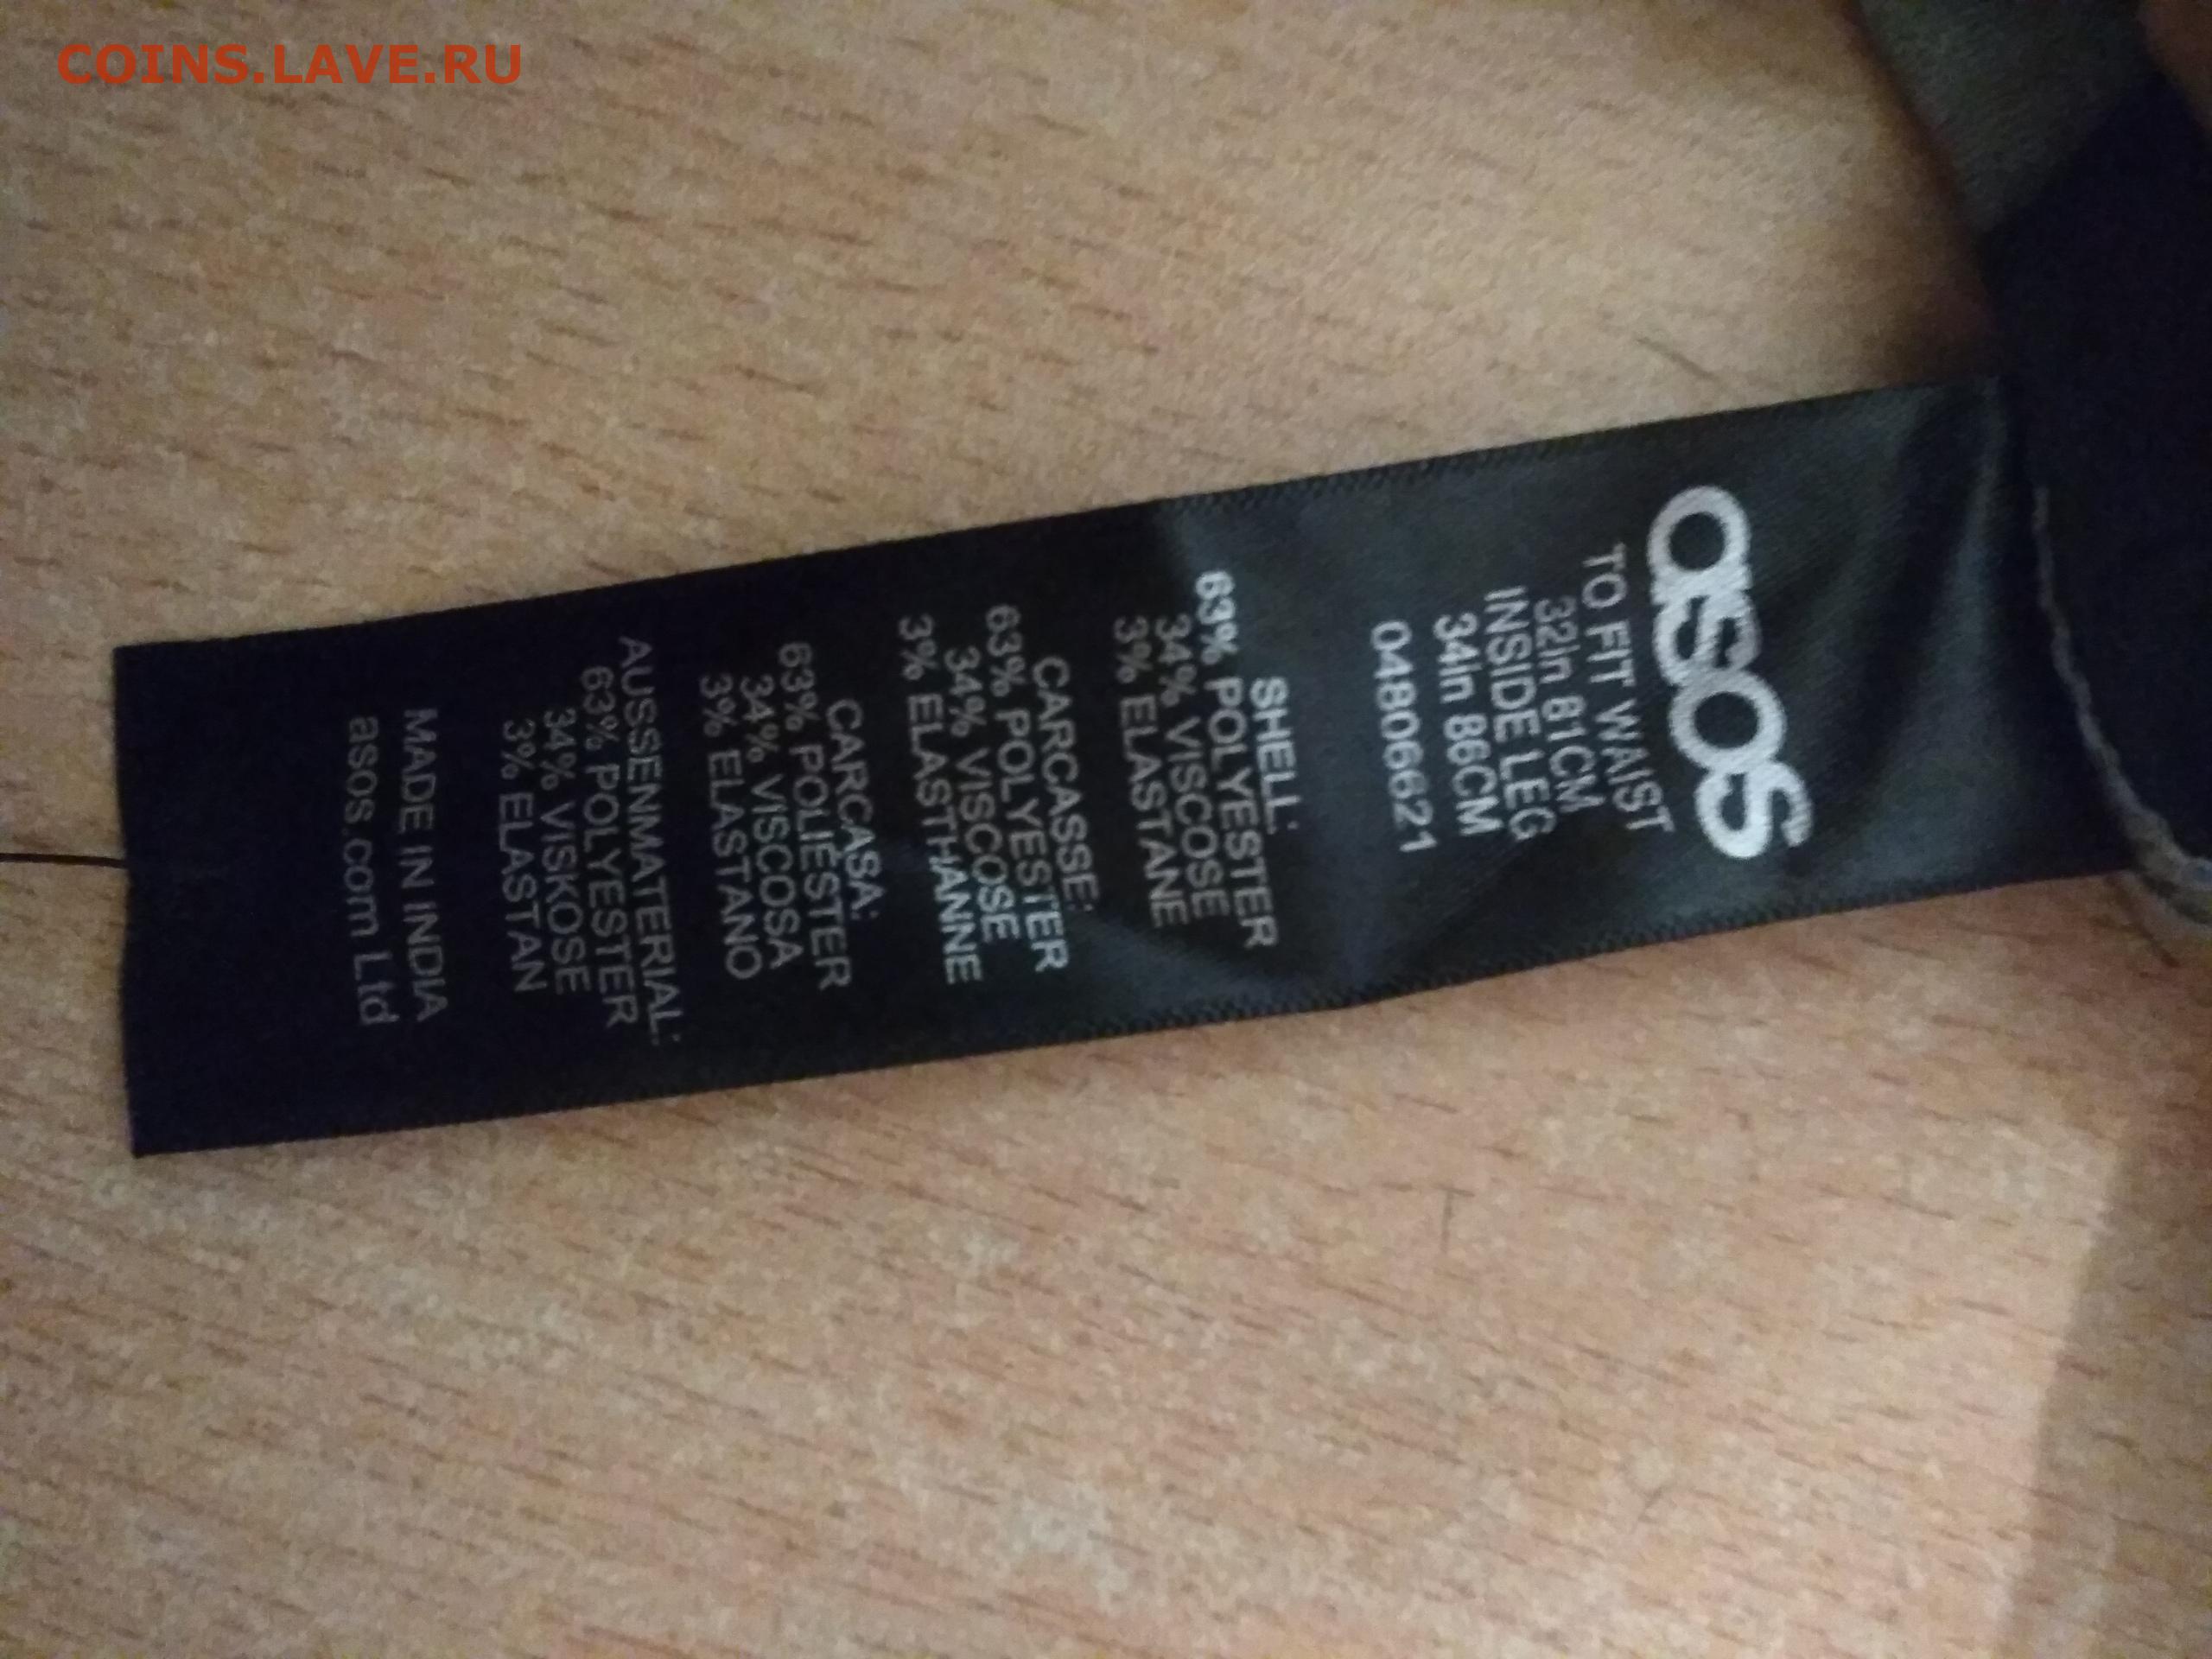 COINS.LAVE.RU
asos
TO FIT WAIST
32in 81CM
INSIDE LEG
34in 86CM
04806621
SHELL:
63% POLYESTER
34% VISCOSE
3% ELASTANE
CARCASSE:
63% POLYESTER
34% VISCOSE
3% ELASTHANNE
CARCASA:
63% POLIÉSTER
34% VISCOSA
3% ELASTANO
AUSSENMATERIAL:
63% POLYESTER
34% VISKOSE
3% ELASTAN
MADE IN INDIA
asos.com Ltd